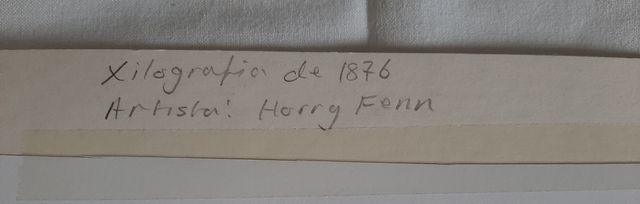 Xilografia de 1876
Artista: Harry Fenn